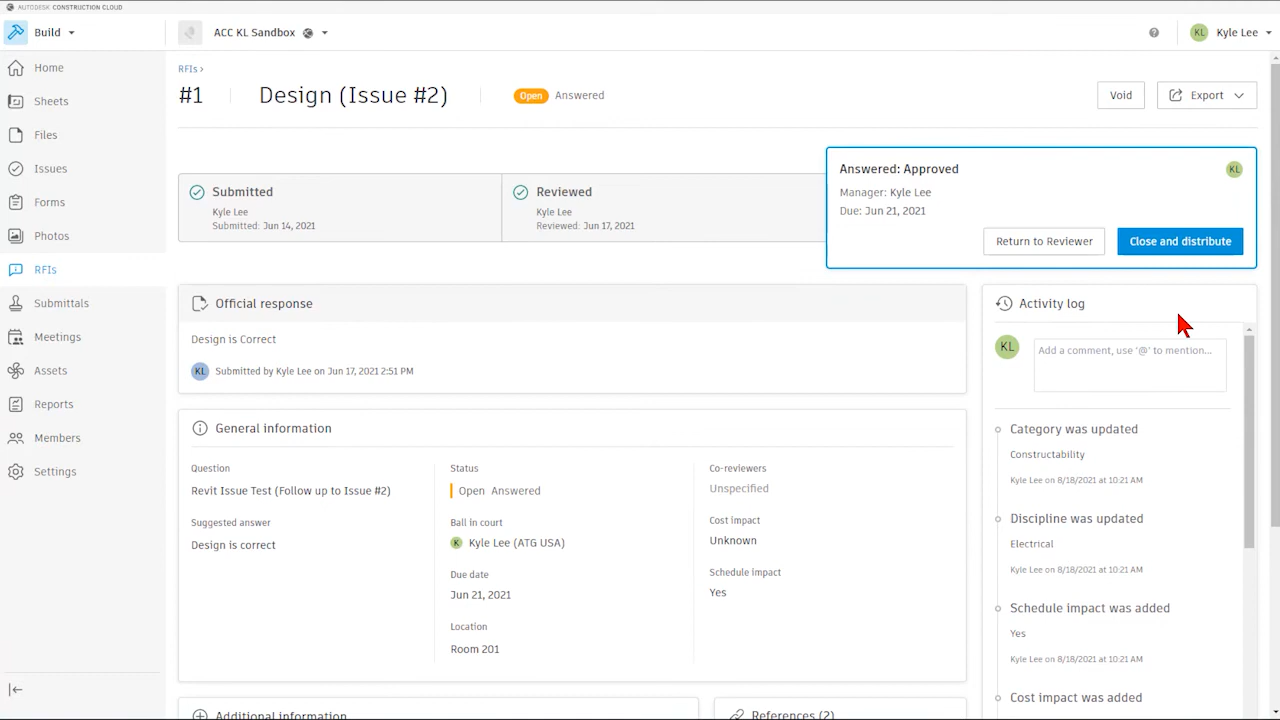 AUTODESK CONSTRUCTION CLOUD
Build
ACC KL Sandbox
KL
Kyle Lee
Home
Sheets
Files
Issues
Forms
Photos
RFIs
Submittals
Meetings
Assets
Reports
Members
Settings
RFIs ›
#1
Design (Issue #2)
Open
Answered
Void
Export
Submitted
Kyle Lee
Submitted: Jun 14, 2021
Reviewed
Kyle Lee
Reviewed: Jun 17, 2021
Answered: Approved
KL
Manager: Kyle Lee
Due: Jun 21, 2021
Return to Reviewer
Close and distribute
Official response
Design is Correct
KL
Submitted by Kyle Lee on Jun 17, 2021 2:51 PM
General information
Question
Revit Issue Test (Follow up to Issue #2)
Suggested answer
Design is correct
Status
Open Answered
Ball in court
K
Kyle Lee (ATG USA)
Due date
Jun 21, 2021
Location
Room 201
Co-reviewers
Unspecified
Cost impact
Unknown
Schedule impact
Yes
Activity log
KL
Add a comment, use '@' to mention...
Category was updated
Constructability
Kyle Lee on 8/18/2021 at 10:21 AM
Discipline was updated
Electrical
Kyle Lee on 8/18/2021 at 10:21 AM
Schedule impact was added
Yes
Kyle Lee on 8/18/2021 at 10:21 AM
Cost impact was added
Additional information
References (2)